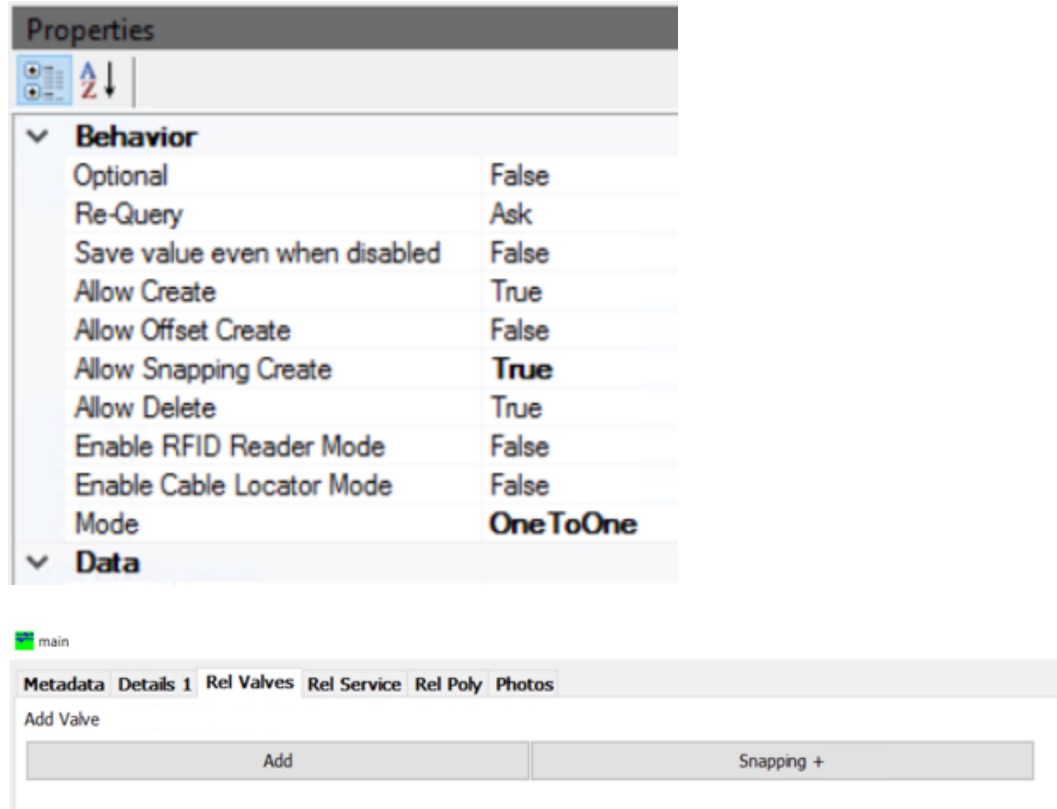 Properties
Behavior
Optional False
Re-Query Ask
Save value even when disabled False
Allow Create True
Allow Offset Create False
Allow Snapping Create True
Allow Delete True
Enable RFID Reader Mode False
Enable Cable Locator Mode False
Mode OneToOne
Data
main
Metadata Details 1 Rel Valves Rel Service Rel Poly Photos
Add Valve
Add Snapping +